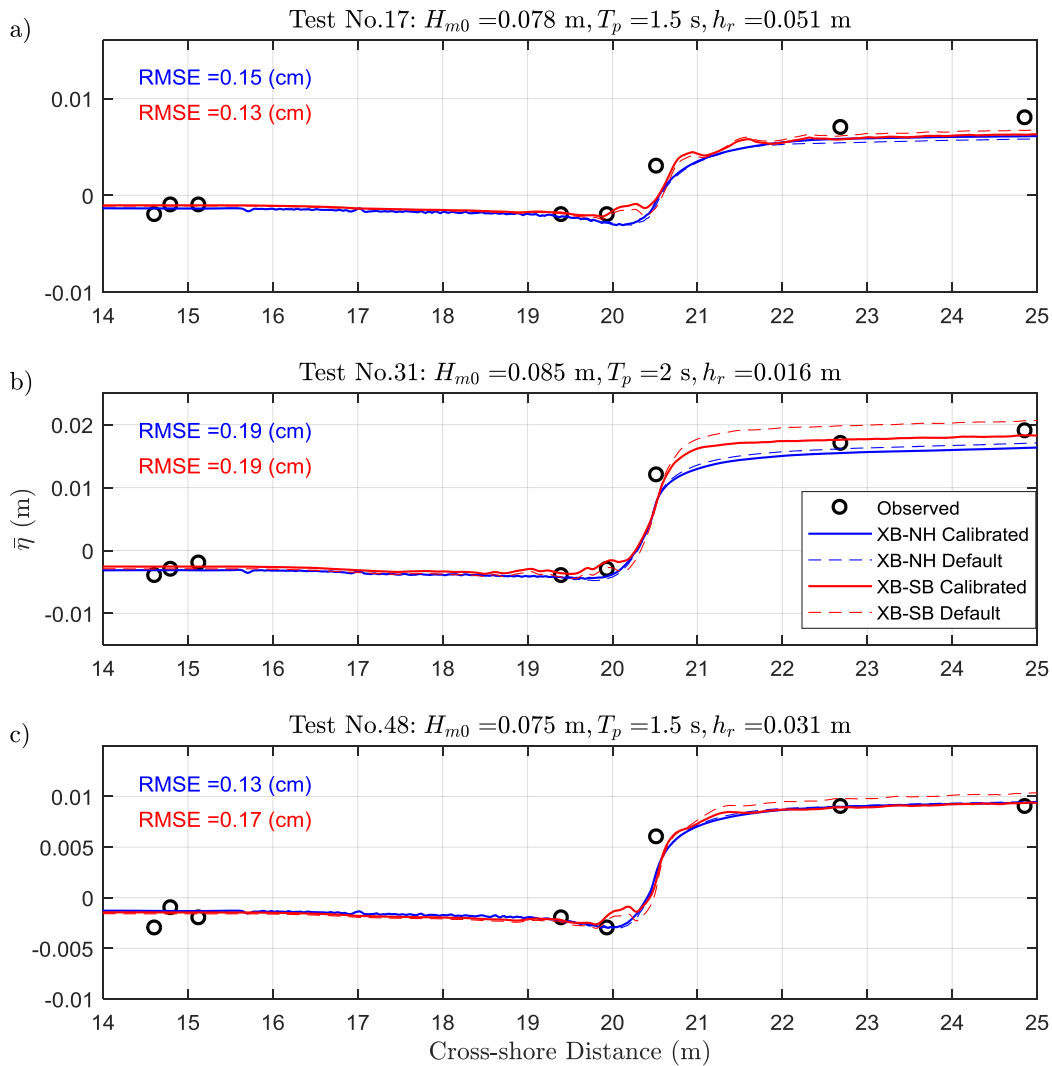 a)
Test No.17: H_{m0} =0.078 m, T_p =1.5 s, h_r =0.051 m
RMSE =0.15 (cm)
RMSE =0.13 (cm)
0.01
0
-0.01
14 15 16 17 18 19 20 21 22 23 24 25
b)
Test No.31: H_{m0} =0.085 m, T_p =2 s, h_r =0.016 m
RMSE =0.19 (cm)
RMSE =0.19 (cm)
0.02
0.01
0
-0.01
η̄ (m)
Observed
XB-NH Calibrated
XB-NH Default
XB-SB Calibrated
XB-SB Default
14 15 16 17 18 19 20 21 22 23 24 25
c)
Test No.48: H_{m0} =0.075 m, T_p =1.5 s, h_r =0.031 m
RMSE =0.13 (cm)
RMSE =0.17 (cm)
0.01
0.005
0
-0.005
-0.01
14 15 16 17 18 19 20 21 22 23 24 25
Cross-shore Distance (m)